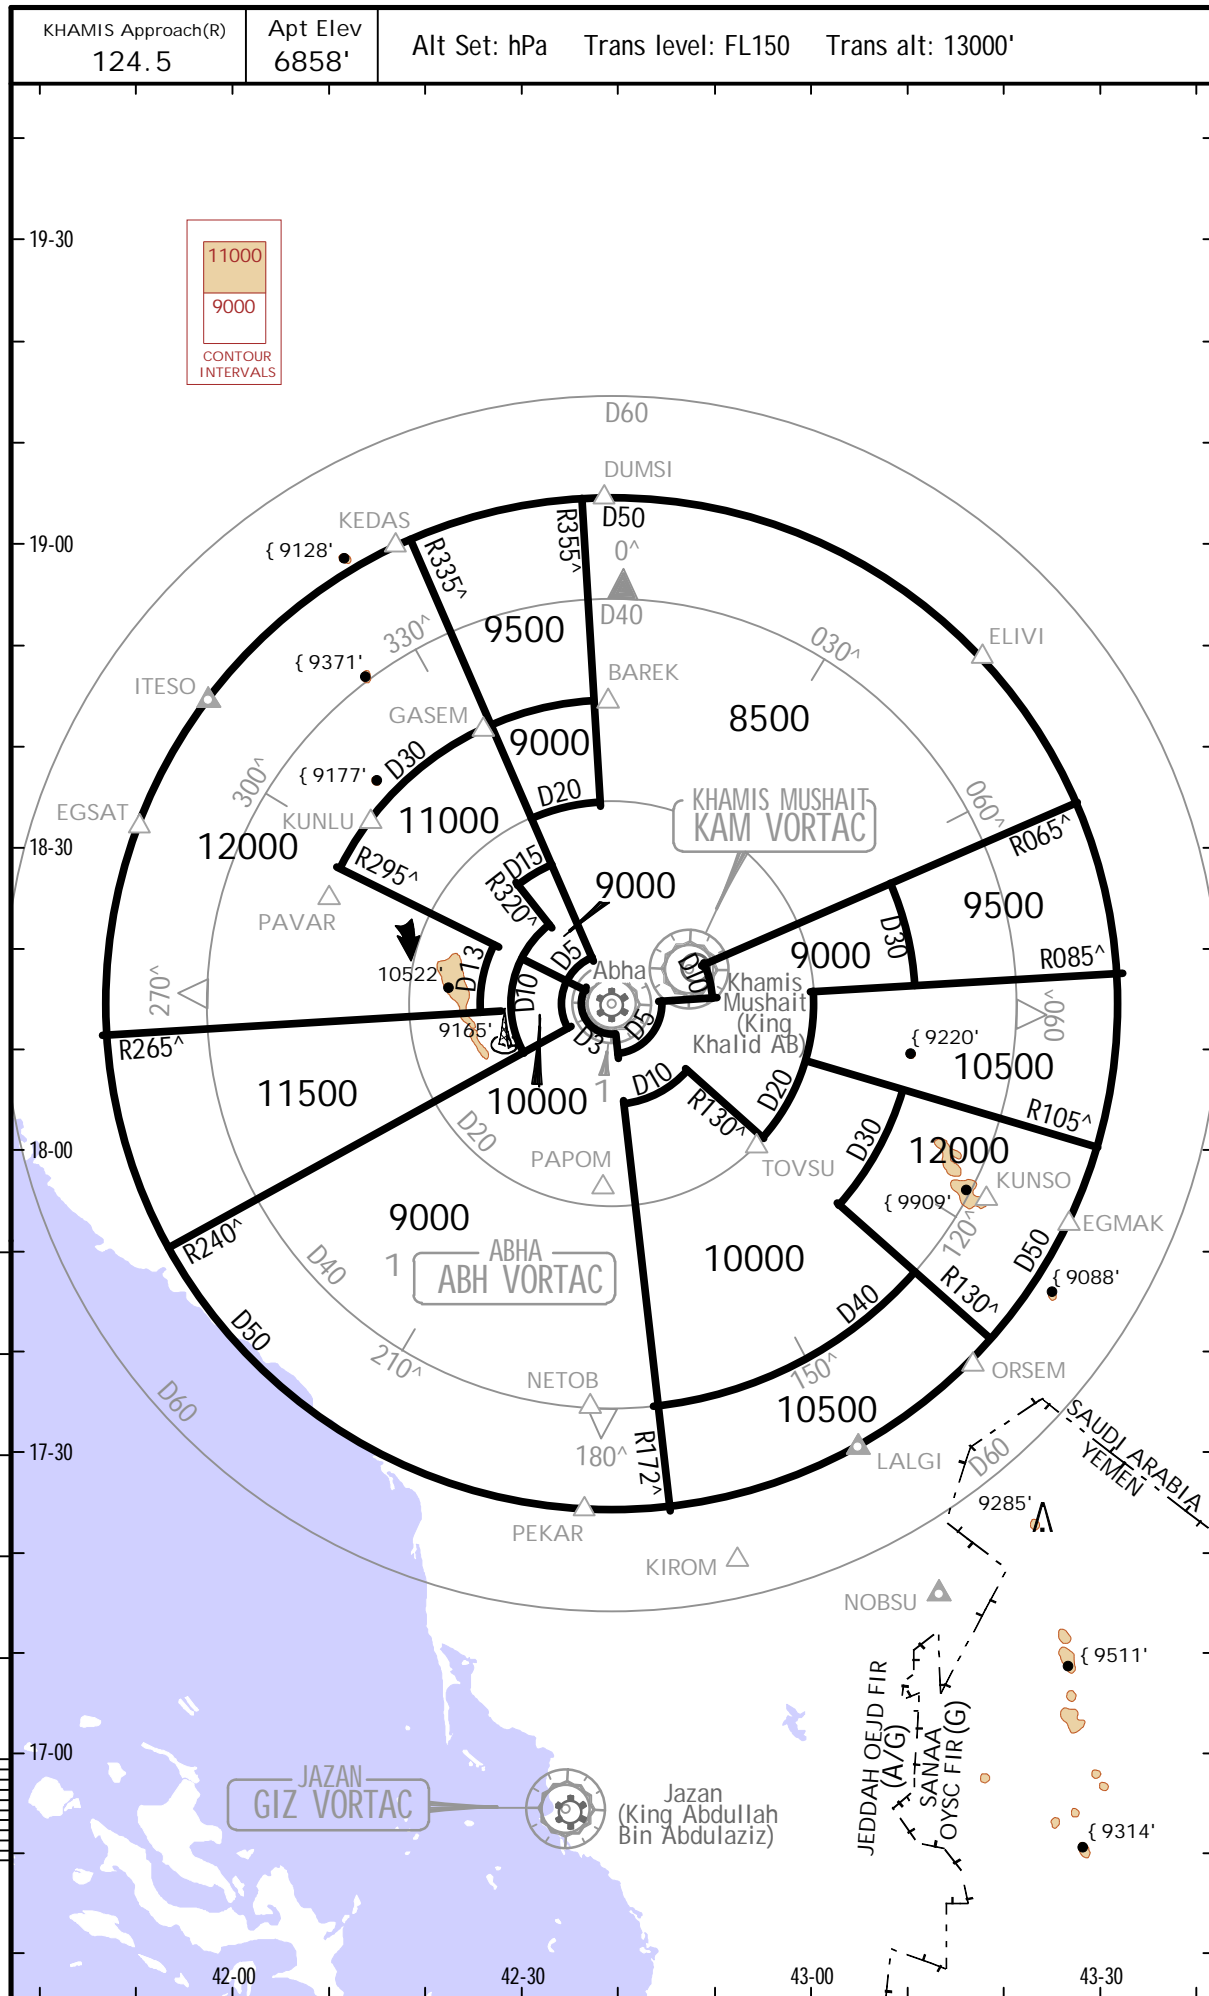 KHAMIS Approach(R)
124.5
Apt Elev
6858'
Alt Set: hPa Trans level: FL150 Trans alt: 13000'
19-30
11000
9000
CONTOUR
INTERVALS
D60
DUMSI
KEDAS
D50
R355^
R335^
{ 9128'
19-00
0^
D40
9500
330^
030^
ELIVI
{ 9371'
ITESO
BAREK
GASEM
8500
9000
D30
{ 9177'
300^
D20
060^
EGSAT
KUNLU
11000
KHAMIS MUSHAIT
KAM VORTAC
12000
18-30
R065^
R295^
D15
R320^
9000
PAVAR
9500
D30
9000
D5
R085^
10522'
D13
D10
Abha
D10
Khamis
Mushait
(King
Khalid AB)
270^
090^
9165'
R265^
D3
D5
{ 9220'
10500
11500
10000
1
D10
D20
R105^
R130^
D20
D30
18-00
PAPOM
TOVSU
12000
KUNSO
{ 9909'
EGMAK
9000
120^
R240^
D40
1
ABHA
ABH VORTAC
10000
D50
{ 9088'
R130^
D40
D50
210^
150^
ORSEM
NETOB
10500
D60
180^
R172^
LALGI
D60
17-30
SAUDI ARABIA
YEMEN
9285'
PEKAR
KIROM
NOBSU
{ 9511'
JEDDAH OEJD FIR
(A/G)
SANAA
OYSC FIR (G)
17-00
JAZAN
GIZ VORTAC
Jazan
(King Abdullah
Bin Abdulaziz)
{ 9314'
42-00
42-30
43-00
43-30